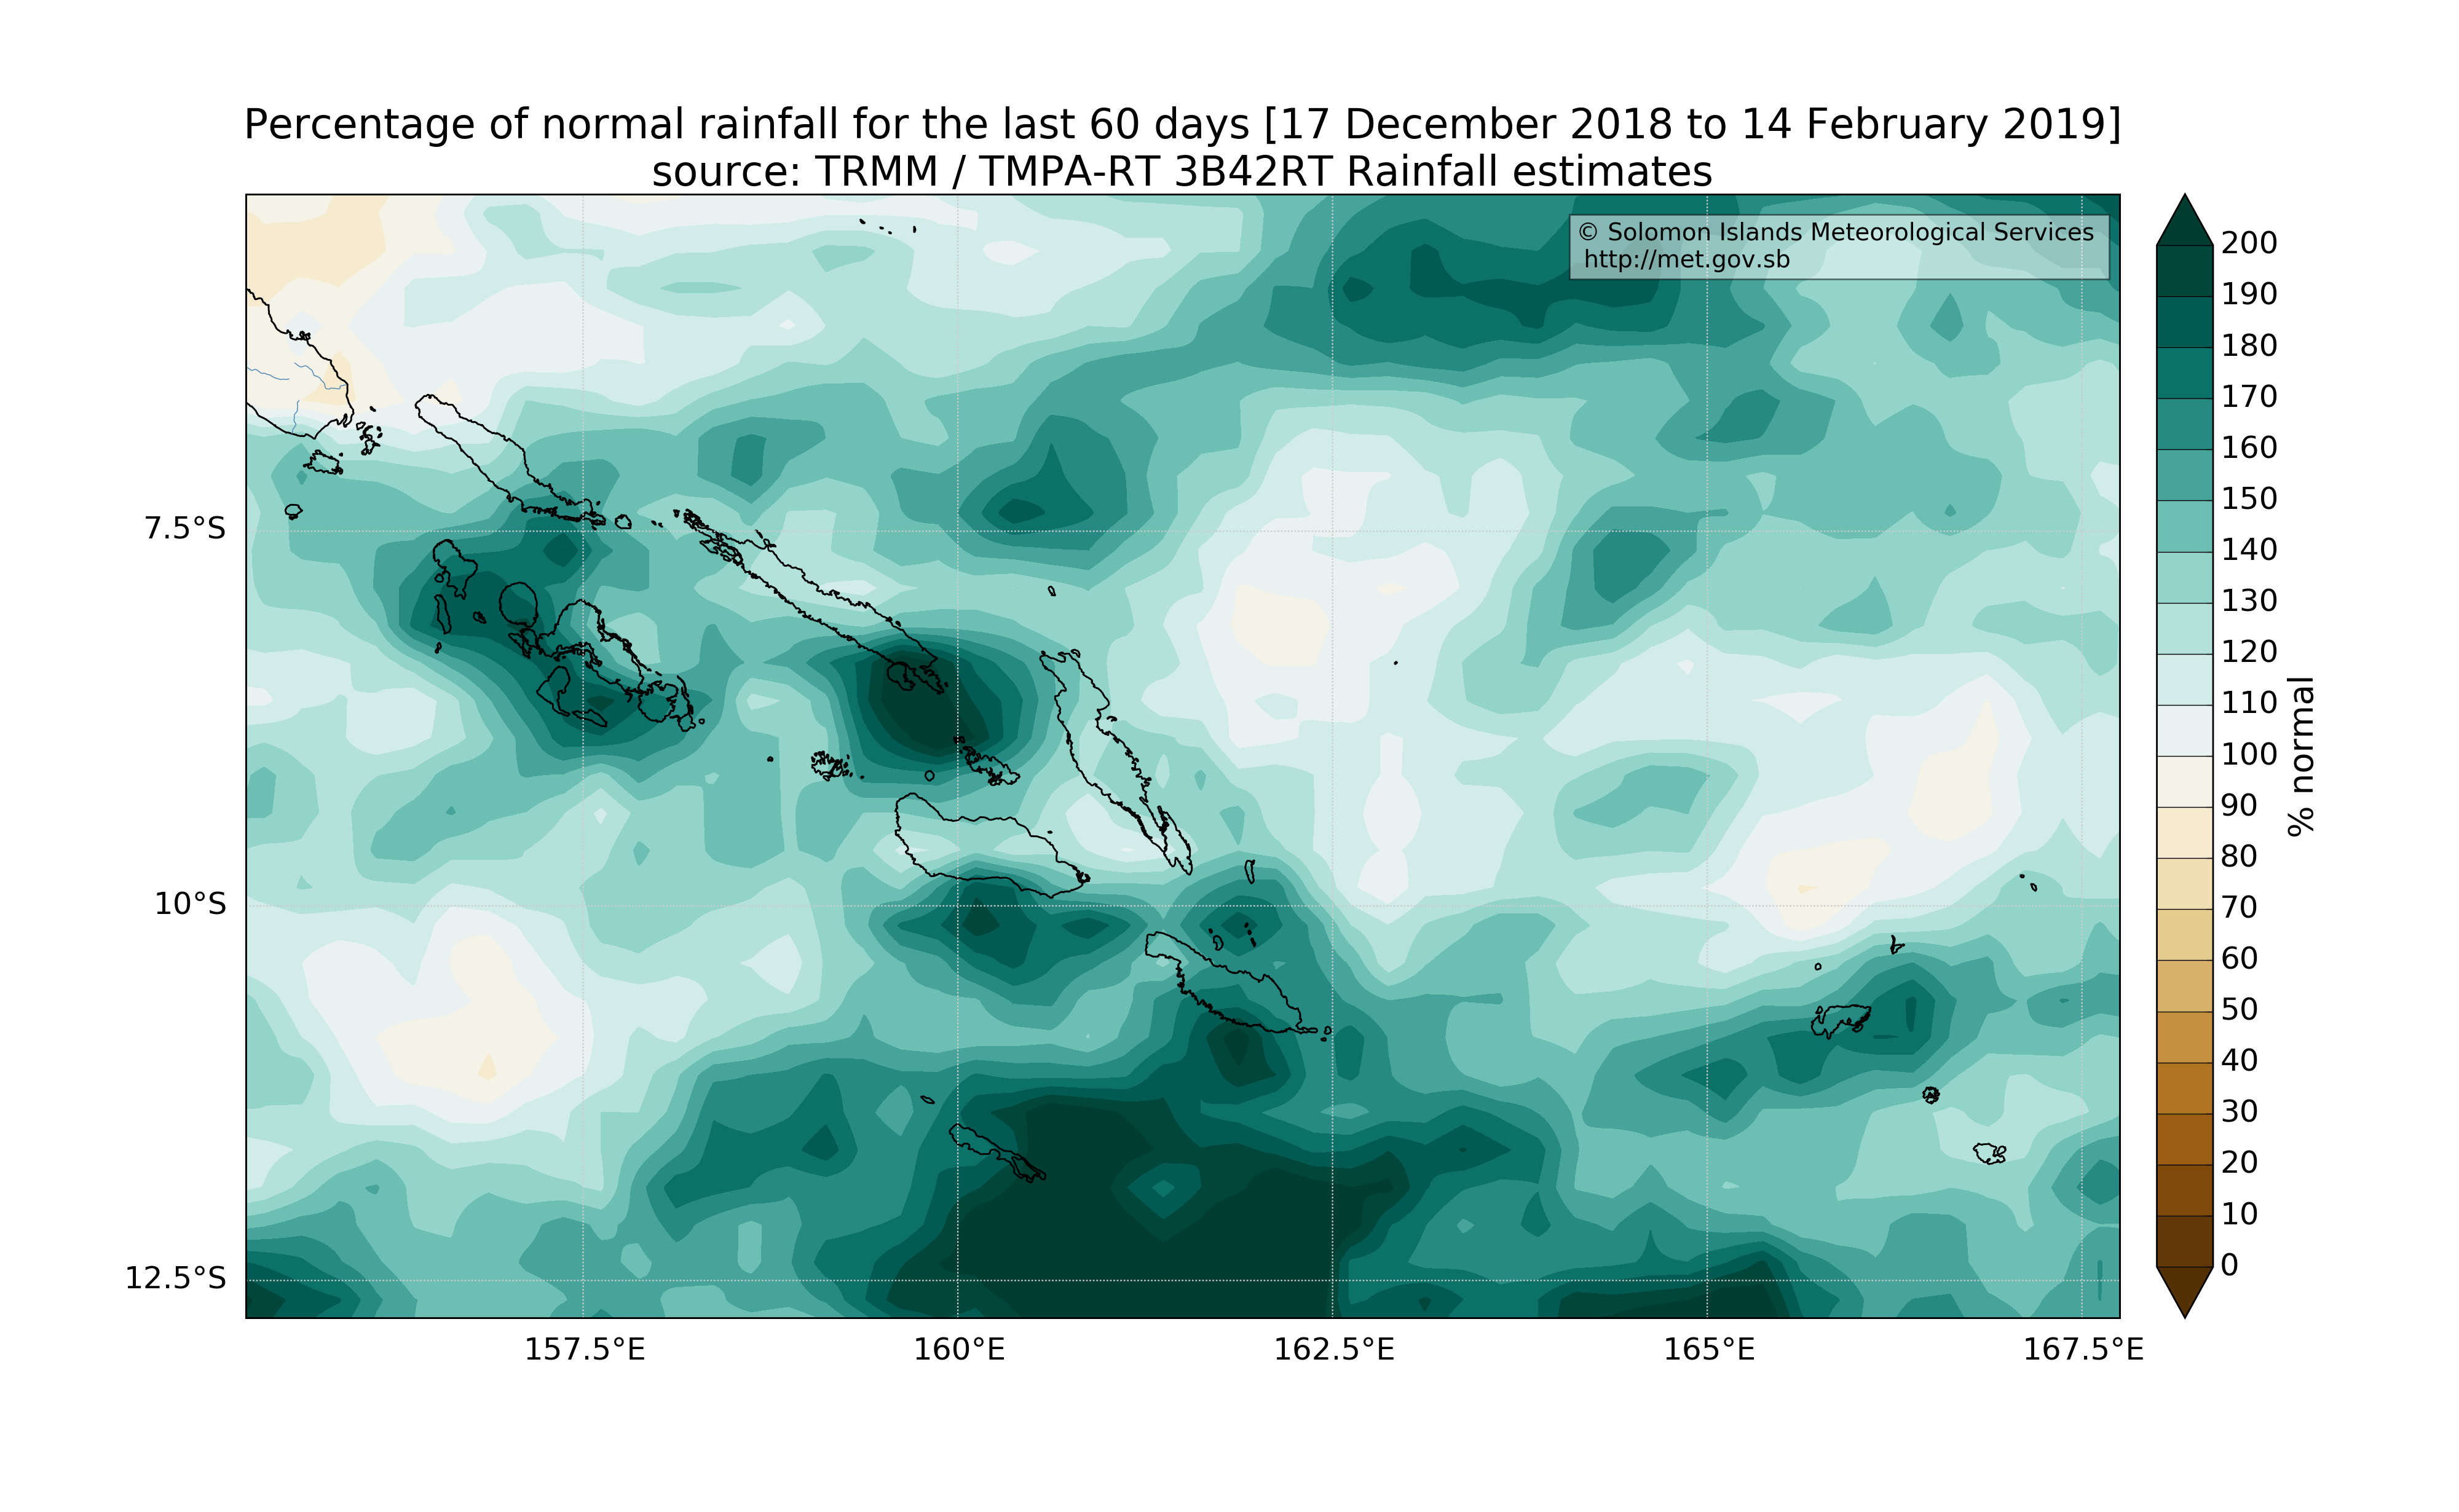 Percentage of normal rainfall for the last 60 days [17 December 2018 to 14 February 2019]
source: TRMM / TMPA-RT 3B42RT Rainfall estimates
© Solomon Islands Meteorological Services
http://met.gov.sb
7.5°S
10°S
12.5°S
157.5°E
160°E
162.5°E
165°E
167.5°E
200
190
180
170
160
150
140
130
120
110
100
90
80
70
60
50
40
30
20
10
0
% normal